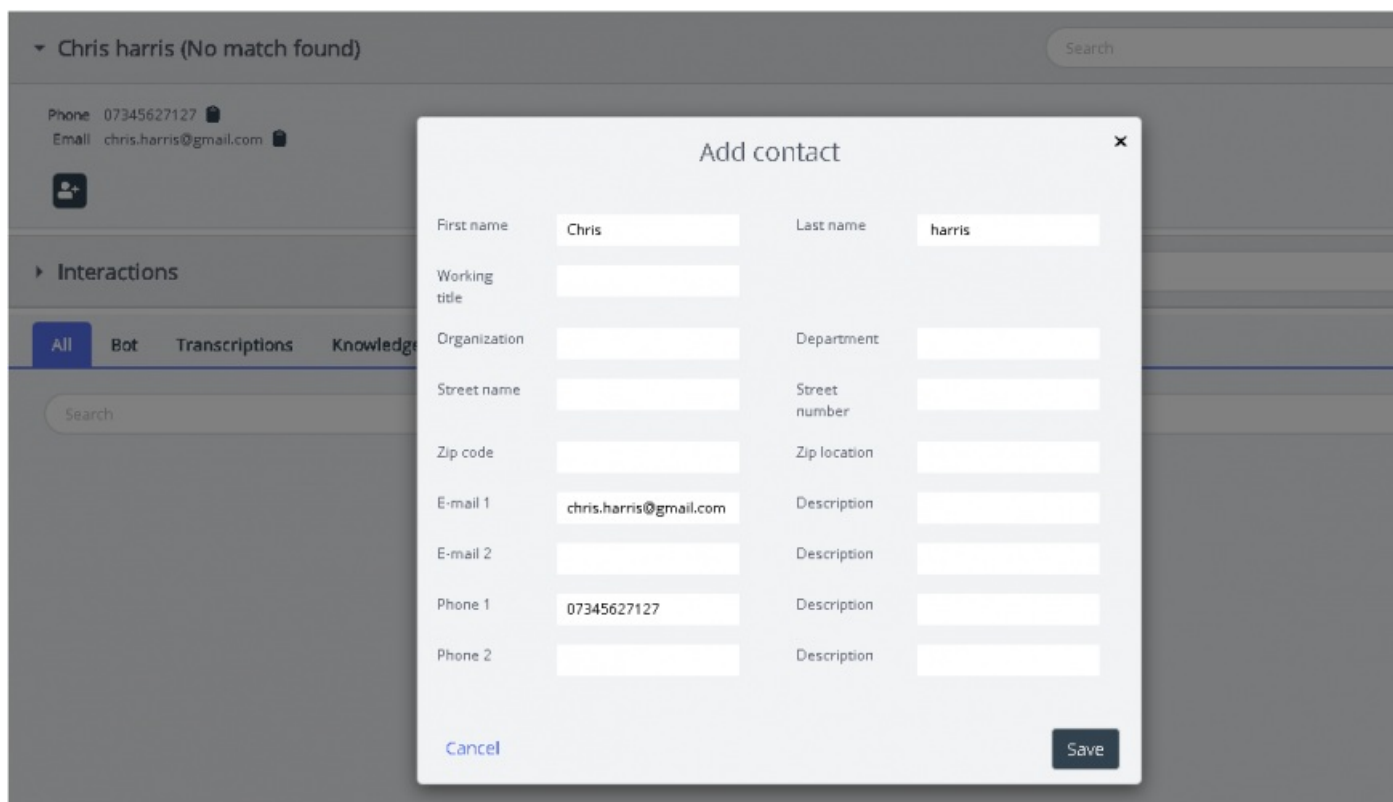 Chris harris (No match found)
Search
Phone 07345627127
Email chris.harris@gmail.com
Add contact
First name Chris Last name harris
Working
title
Interactions
Organization Department
All Bot Transcriptions Knowledge
Street name Street
number
Search
Zip code Zip location
E-mail 1 chris.harris@gmail.com Description
E-mail 2 Description
Phone 1 07345627127 Description
Phone 2 Description
Cancel Save